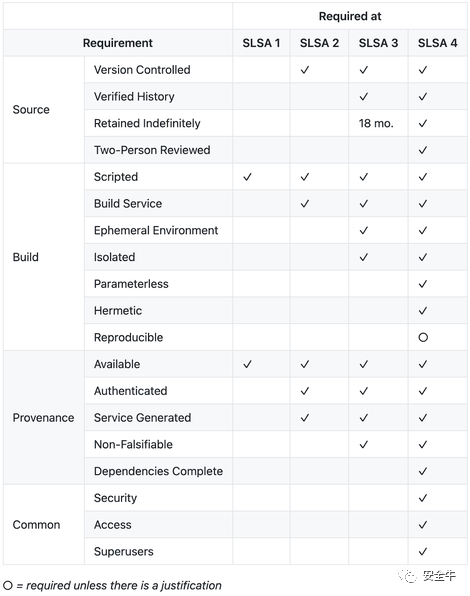 Required at
Requirement SLSA 1 SLSA 2 SLSA 3 SLSA 4
Source
Version Controlled ✓ ✓ ✓
Verified History ✓ ✓
Retained Indefinitely 18 mo. ✓
Two-Person Reviewed ✓
Build
Scripted ✓ ✓ ✓ ✓
Build Service ✓ ✓ ✓
Ephemeral Environment ✓ ✓
Isolated ✓ ✓
Parameterless ✓
Hermetic ✓
Reproducible ○
Provenance
Available ✓ ✓ ✓ ✓
Authenticated ✓ ✓ ✓
Service Generated ✓ ✓ ✓
Non-Falsifiable ✓ ✓
Dependencies Complete ✓
Common
Security ✓
Access ✓
Superusers ✓
○ = required unless there is a justification
安全牛